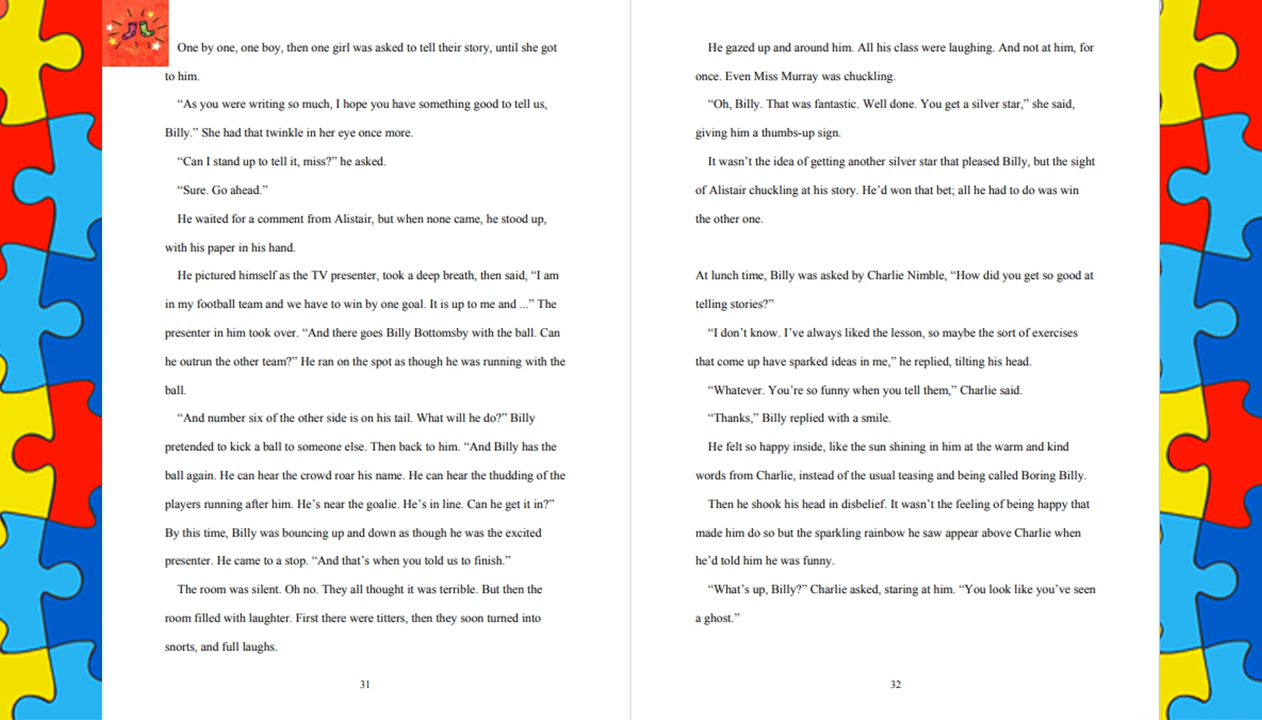 One by one, one boy, then one girl was asked to tell their story, until she got
to him.
“As you were writing so much, I hope you have something good to tell us,
Billy.” She had that twinkle in her eye once more.
“Can I stand up to tell it, miss?” he asked.
“Sure. Go ahead.”
He waited for a comment from Alistair, but when none came, he stood up,
with his paper in his hand.
He pictured himself as the TV presenter, took a deep breath, then said, “I am
in my football team and we have to win by one goal. It is up to me and ...” The
presenter in him took over. “And there goes Billy Bottomsby with the ball. Can
he outrun the other team?” He ran on the spot as though he was running with the
ball.
“And number six of the other side is on his tail. What will he do?” Billy
pretended to kick a ball to someone else. Then back to him. “And Billy has the
ball again. He can hear the crowd roar his name. He can hear the thudding of the
players running after him. He’s near the goalie. He’s in line. Can he get it in?”
By this time, Billy was bouncing up and down as though he was the excited
presenter. He came to a stop. “And that’s when you told us to finish.”
The room was silent. Oh no. They all thought it was terrible. But then the
room filled with laughter. First there were titters, then they soon turned into
snorts, and full laughs.
31
He gazed up and around him. All his class were laughing. And not at him, for
once. Even Miss Murray was chuckling.
“Oh, Billy. That was fantastic. Well done. You get a silver star,” she said,
giving him a thumbs-up sign.
It wasn’t the idea of getting another silver star that pleased Billy, but the sight
of Alistair chuckling at his story. He’d won that bet; all he had to do was win
the other one.
At lunch time, Billy was asked by Charlie Nimble, “How did you get so good at
telling stories?”
“I don’t know. I’ve always liked the lesson, so maybe the sort of exercises
that come up have sparked ideas in me,” he replied, tilting his head.
“Whatever. You’re so funny when you tell them,” Charlie said.
“Thanks,” Billy replied with a smile.
He felt so happy inside, like the sun shining in him at the warm and kind
words from Charlie, instead of the usual teasing and being called Boring Billy.
Then he shook his head in disbelief. It wasn’t the feeling of being happy that
made him do so but the sparkling rainbow he saw appear above Charlie when
he’d told him he was funny.
“What’s up, Billy?” Charlie asked, staring at him. “You look like you’ve seen
a ghost.”
32